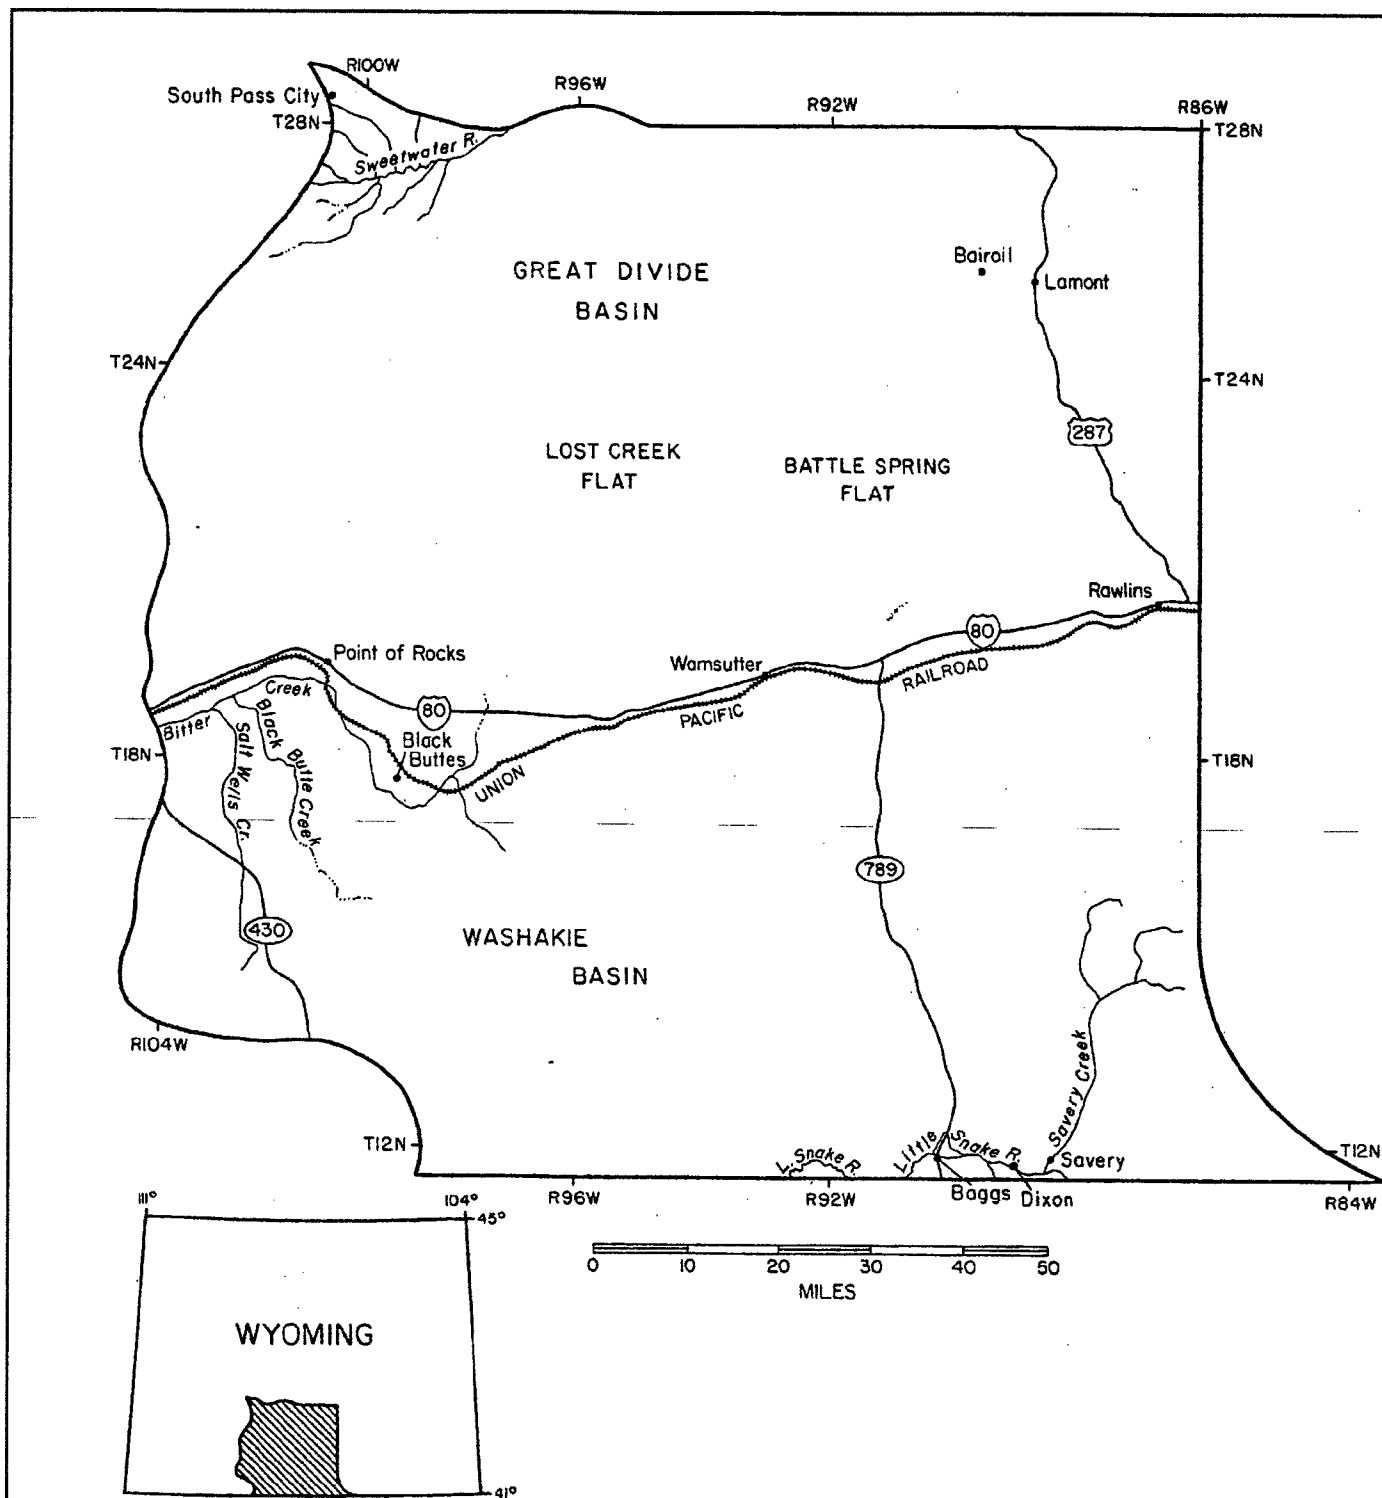 R100W
R96W
R92W
R86W
South Pass City
T28N
T28N
Sweetwater R.
Bairoil
Lamont
GREAT DIVIDE
BASIN
T24N
T24N
287
LOST CREEK
FLAT
BATTLE SPRING
FLAT
Rawlins
80
Point of Rocks
Wamsutter
RAILROAD
PACIFIC
UNION
80
Bitter Creek
Black
Buttes
Black Butte Creek
Salt Wells Cr.
T18N
T18N
789
430
WASHAKIE
BASIN
R104W
Savery Creek
T12N
T12N
L. Snake R.
Little Snake R.
Savery
Baggs
Dixon
R96W
R92W
R84W
111°
104°
45°
0 10 20 30 40 50
MILES
WYOMING
41°